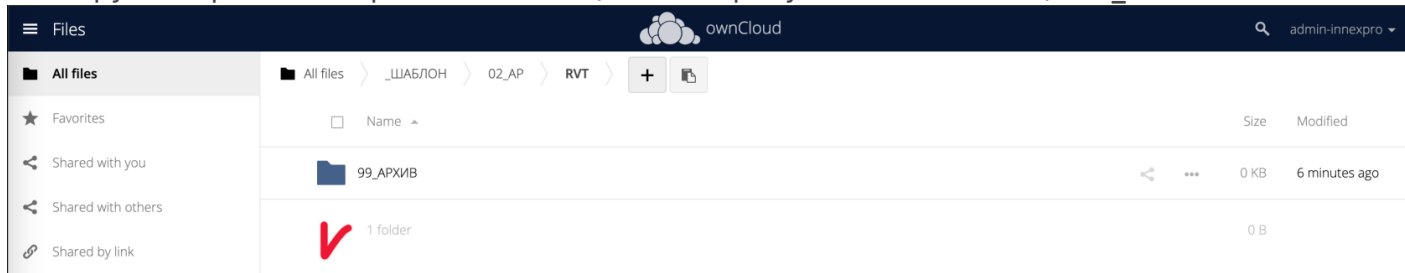 Files ownCloud admin-innexpro
All files All files _ШАБЛОН 02_АР RVT +
Favorites Name Size Modified
Shared with you 99_АРХИВ 0 KB 6 minutes ago
Shared with others 1 folder 0 B
Shared by link